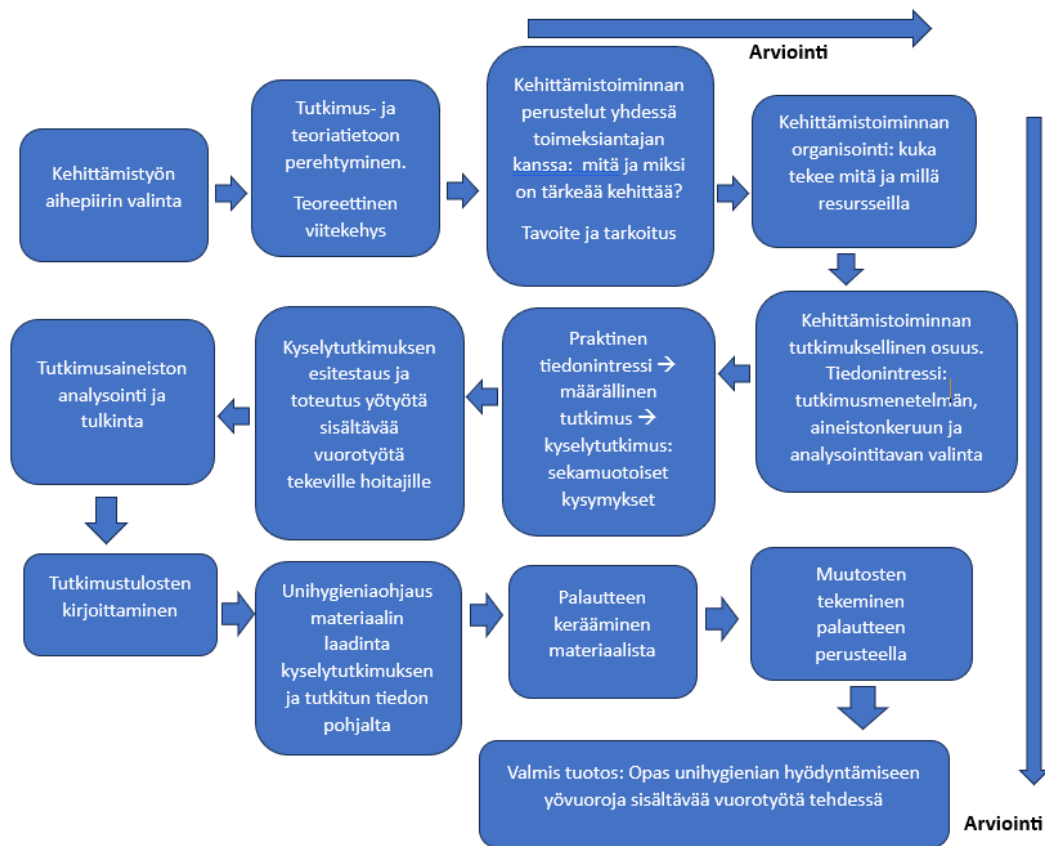 Arviointi
Kehittämistyön
aihepiirin valinta
Tutkimus- ja
teoriatietoon
perehtyminen.
Teoreettinen
viitekehys
Kehittämistoiminnan
perustelut yhdessä
toimeksiantajan
kanssa:  mitä ja miksi
on tärkeää kehittää?
Tavoite ja tarkoitus
Kehittämistoiminnan
organisointi: kuka
tekee mitä ja millä
resursseilla
Kehittämistoiminnan
tutkimuksellinen osuus.
Tiedonintressi:
tutkimusmenetelmän,
aineistonkeruun ja
analysointitavan valinta
Praktinen
tiedonintressi →
määrällinen
tutkimus →
kyselytutkimus:
sekamuotoiset
kysymykset
Kyselytutkimuksen
esitestaus ja
toteutus yötyötä
sisältävää
vuorotyötä
tekeville hoitajille
Tutkimusaineiston
analysointi ja
tulkinta
Tutkimustulosten
kirjoittaminen
Unihygieniaohjaus
materiaalin
laadinta
kyselytutkimuksen
ja tutkitun tiedon
pohjalta
Palautteen
kerääminen
materiaalista
Muutosten
tekeminen
palautteen
perusteella
Valmis tuotos: Opas unihygienian hyödyntämiseen
yövuoroja sisältävää vuorotyötä tehdessä
Arviointi